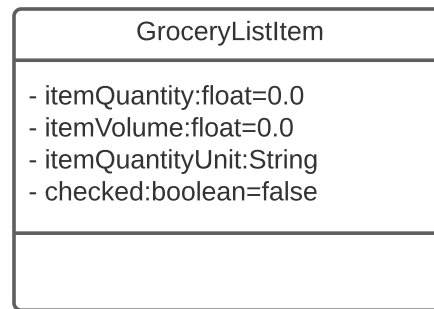 GroceryListItem
- itemQuantity:float=0.0
- itemVolume:float=0.0
- itemQuantityUnit:String
- checked:boolean=false